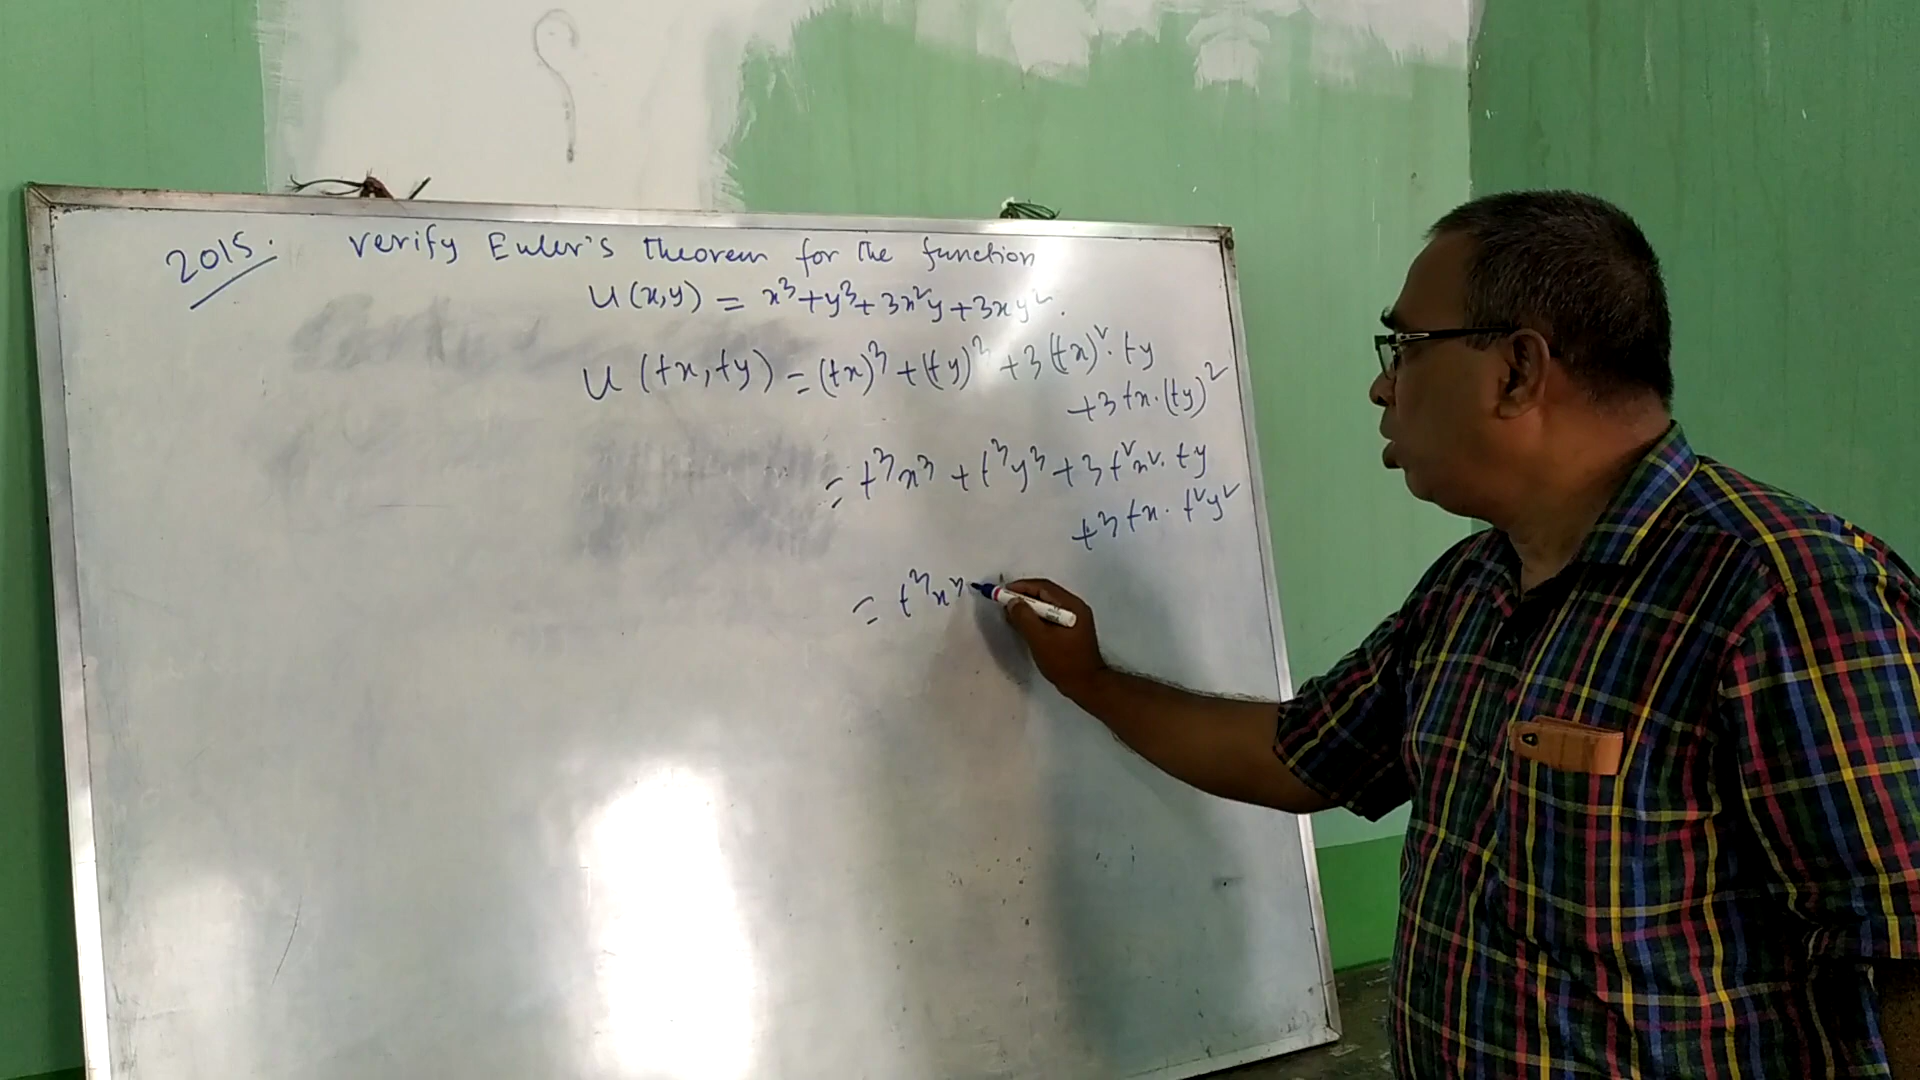 2015. Verify Euler's theorem for the function
u(x,y) = x³+y³+3x²y+3xy².
u(tx,ty) = (tx)³+(ty)³+3(tx)².ty
+3tx.(ty)²
= t³x³+t³y³+3t²x².ty
+3tx.t²y²
= t³x³